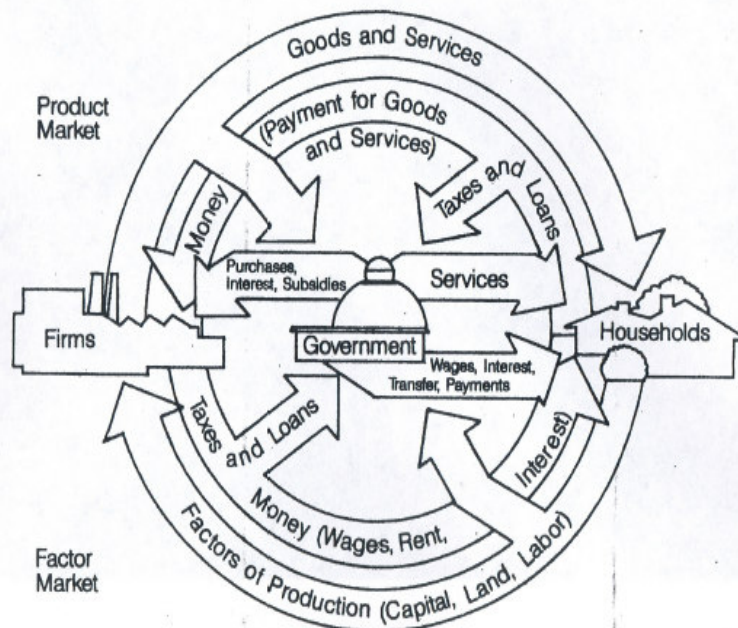 Goods and Services
Product
Market
(Payment for Goods
and Services)
Money
Taxes and Loans
Purchases,
Interest, Subsidies
Services
Firms
Government
Households
Wages, Interest,
Transfer, Payments
Taxes and Loans
Interest)
Money (Wages, Rent,
Factors of Production (Capital, Land, Labor)
Factor
Market